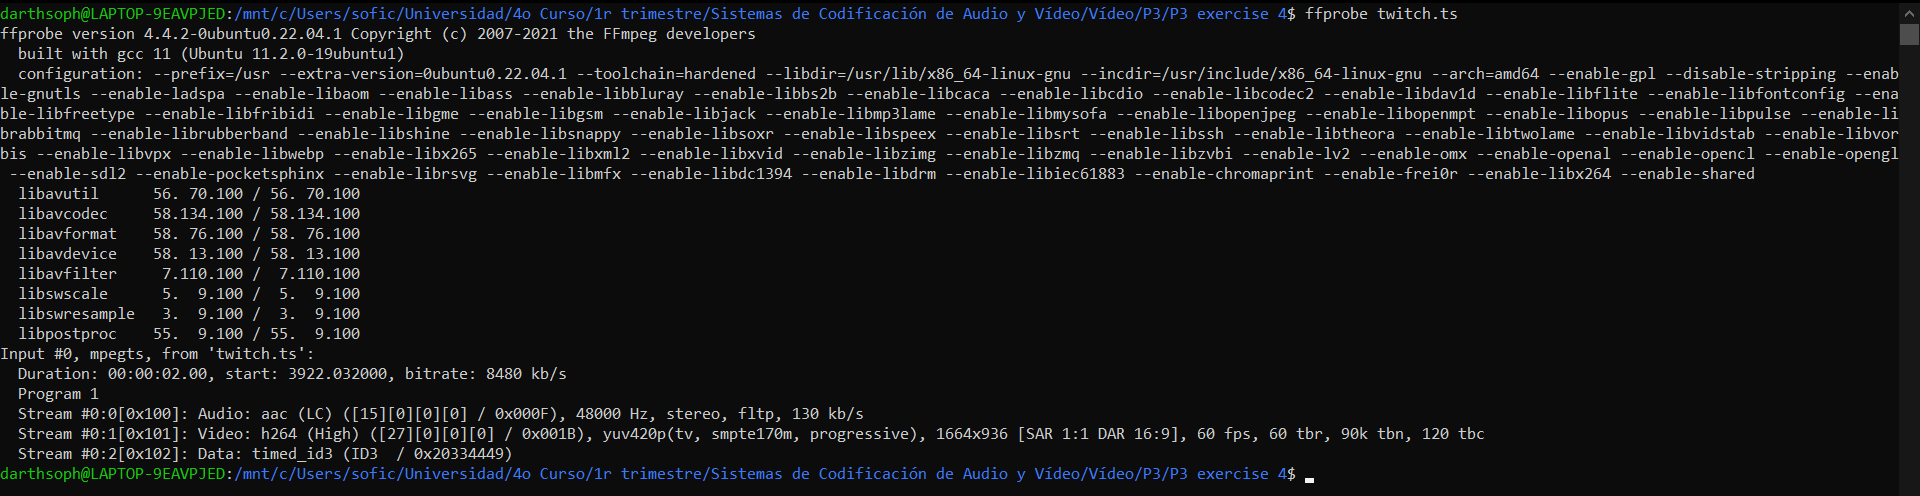 darthsoph@LAPTOP-9EAVPJED:/mnt/c/Users/sofic/Universidad/4o Curso/1r trimestre/Sistemas de Codificación de Audio y Vídeo/Vídeo/P3/P3 exercise 4$ ffprobe twitch.ts
ffprobe version 4.4.2-0ubuntu0.22.04.1 Copyright (c) 2007-2021 the FFmpeg developers
  built with gcc 11 (Ubuntu 11.2.0-19ubuntu1)
  configuration: --prefix=/usr --extra-version=0ubuntu0.22.04.1 --toolchain=hardened --libdir=/usr/lib/x86_64-linux-gnu --incdir=/usr/include/x86_64-linux-gnu --arch=amd64 --enable-gpl --disable-stripping --enab
le-gnutls --enable-ladspa --enable-libaom --enable-libass --enable-libbluray --enable-libbs2b --enable-libcaca --enable-libcdio --enable-libcodec2 --enable-libdav1d --enable-libflite --enable-libfontconfig --ena
ble-libfreetype --enable-libfribidi --enable-libgme --enable-libgsm --enable-libjack --enable-libmp3lame --enable-libmysofa --enable-libopenjpeg --enable-libopenmpt --enable-libopus --enable-libpulse --enable-li
brabbitmq --enable-librubberband --enable-libshine --enable-libsnappy --enable-libsoxr --enable-libspeex --enable-libsrt --enable-libssh --enable-libtheora --enable-libtwolame --enable-libvidstab --enable-libvor
bis --enable-libvpx --enable-libwebp --enable-libx265 --enable-libxml2 --enable-libxvid --enable-libzimg --enable-libzmq --enable-libzvbi --enable-lv2 --enable-omx --enable-openal --enable-opencl --enable-opengl
 --enable-sdl2 --enable-pocketsphinx --enable-librsvg --enable-libmfx --enable-libdc1394 --enable-libdrm --enable-libiec61883 --enable-chromaprint --enable-frei0r --enable-libx264 --enable-shared
  libavutil      56. 70.100 / 56. 70.100
  libavcodec     58.134.100 / 58.134.100
  libavformat    58. 76.100 / 58. 76.100
  libavdevice    58. 13.100 / 58. 13.100
  libavfilter     7.110.100 /  7.110.100
  libswscale      5.  9.100 /  5.  9.100
  libswresample   3.  9.100 /  3.  9.100
  libpostproc    55.  9.100 / 55.  9.100
Input #0, mpegts, from 'twitch.ts':
  Duration: 00:00:02.00, start: 3922.032000, bitrate: 8480 kb/s
  Program 1
  Stream #0:0[0x100]: Audio: aac (LC) ([15][0][0][0] / 0x000F), 48000 Hz, stereo, fltp, 130 kb/s
  Stream #0:1[0x101]: Video: h264 (High) ([27][0][0][0] / 0x001B), yuv420p(tv, smpte170m, progressive), 1664x936 [SAR 1:1 DAR 16:9], 60 fps, 60 tbr, 90k tbn, 120 tbc
  Stream #0:2[0x102]: Data: timed_id3 (ID3  / 0x20334449)
darthsoph@LAPTOP-9EAVPJED:/mnt/c/Users/sofic/Universidad/4o Curso/1r trimestre/Sistemas de Codificación de Audio y Vídeo/Vídeo/P3/P3 exercise 4$